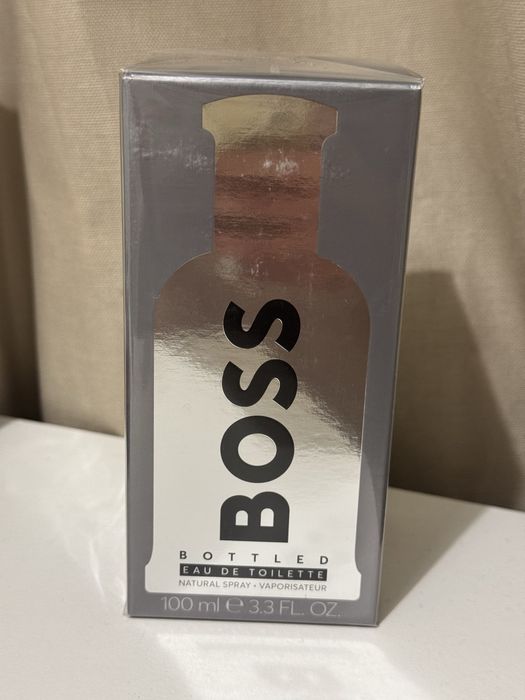 BOSS
BOTTLED
EAU DE TOILETTE
NATURAL SPRAY • VAPORISATEUR
100 ml ℮ 3.3 FL. OZ.